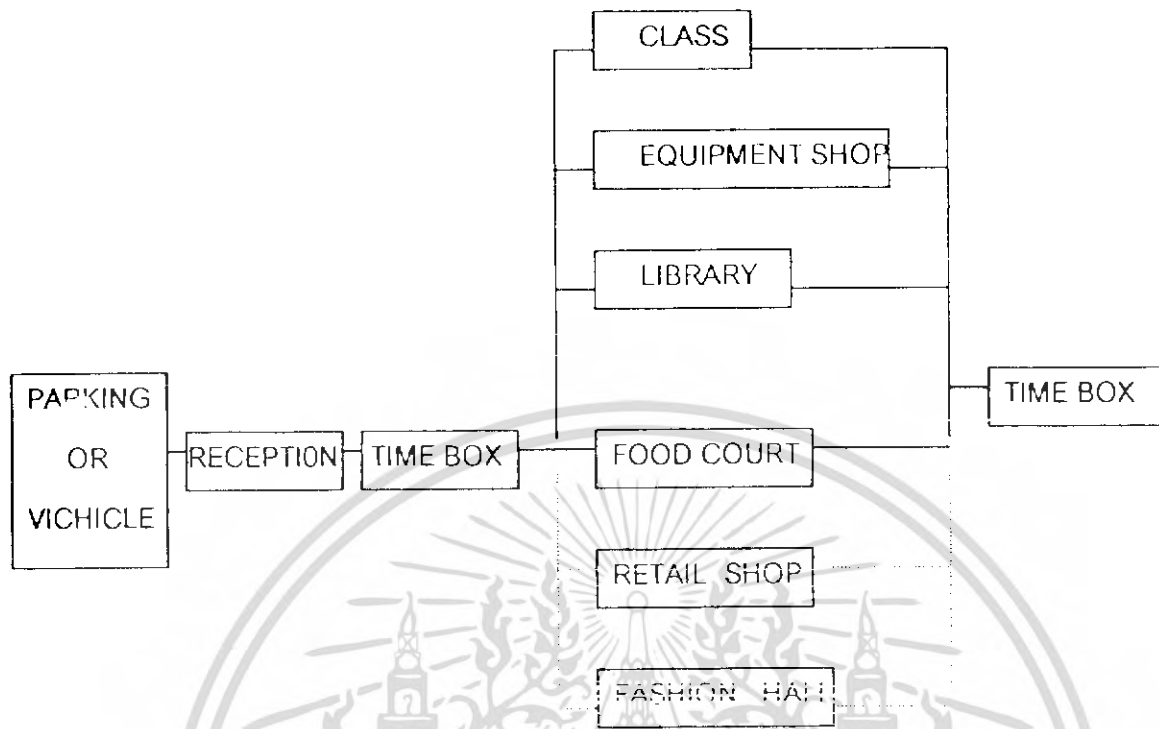 CLASS
EQUIPMENT SHOP
LIBRARY
PARKING
OR
VICHICLE
RECEPTION
TIME BOX
FOOD COURT
TIME BOX
RETAIL SHOP
FASHION HALL